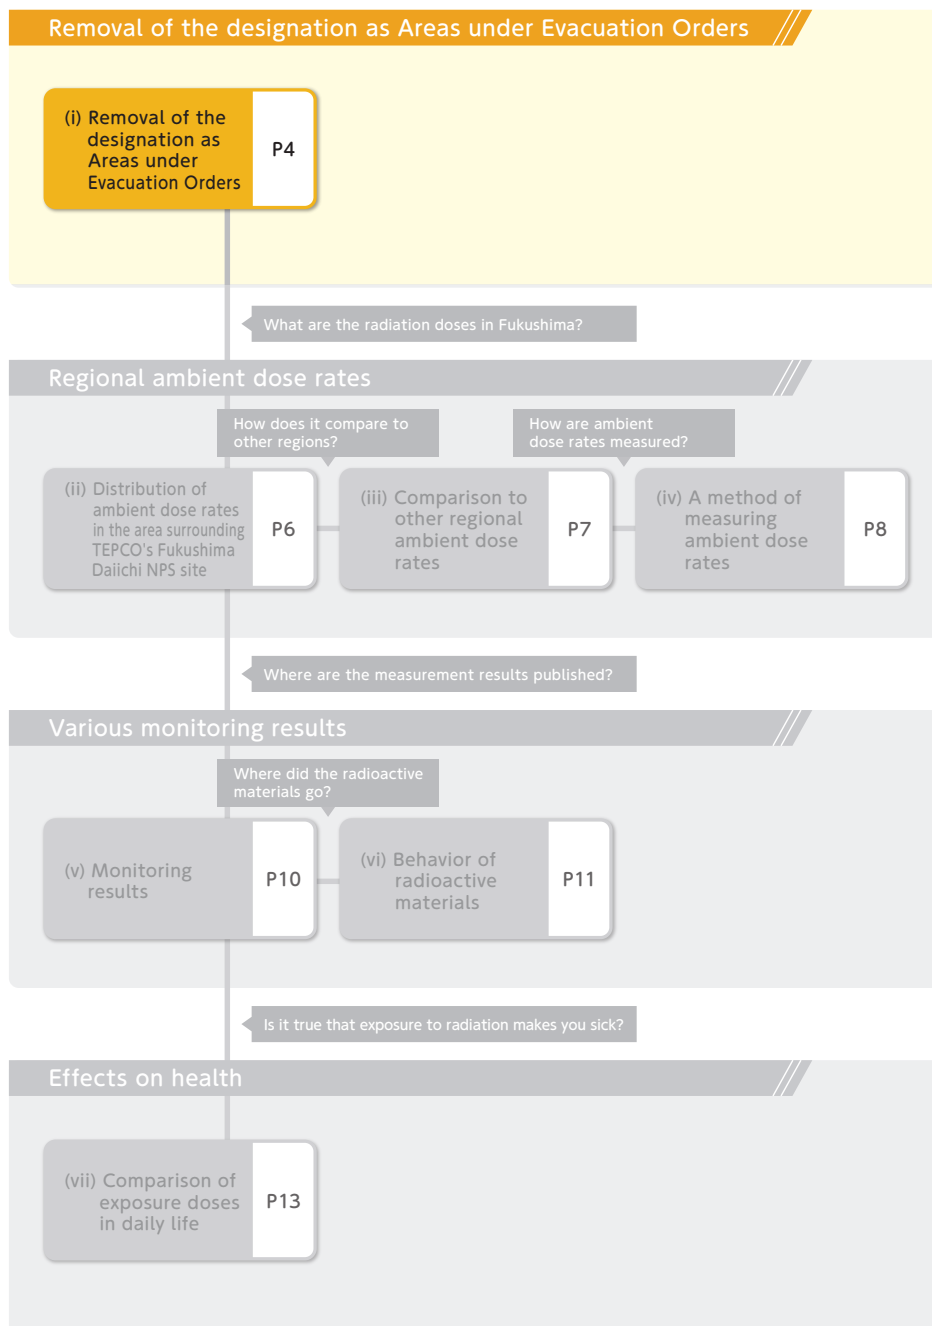 Removal of the designation as Areas under Evacuation Orders
(i) Removal of the
designation as
Areas under
Evacuation Orders
P4
What are the radiation doses in Fukushima?
Regional ambient dose rates
How does it compare to
other regions?
How are ambient
dose rates measured?
(ii) Distribution of
ambient dose rates
in the area surrounding
TEPCO's Fukushima
Daiichi NPS site
P6
(iii) Comparison to
other regional
ambient dose
rates
P7
(iv) A method of
measuring
ambient dose
rates
P8
Where are the measurement results published?
Various monitoring results
Where did the radioactive
materials go?
(v) Monitoring
results
P10
(vi) Behavior of
radioactive
materials
P11
Is it true that exposure to radiation makes you sick?
Effects on health
(vii) Comparison of
exposure doses
in daily life
P13